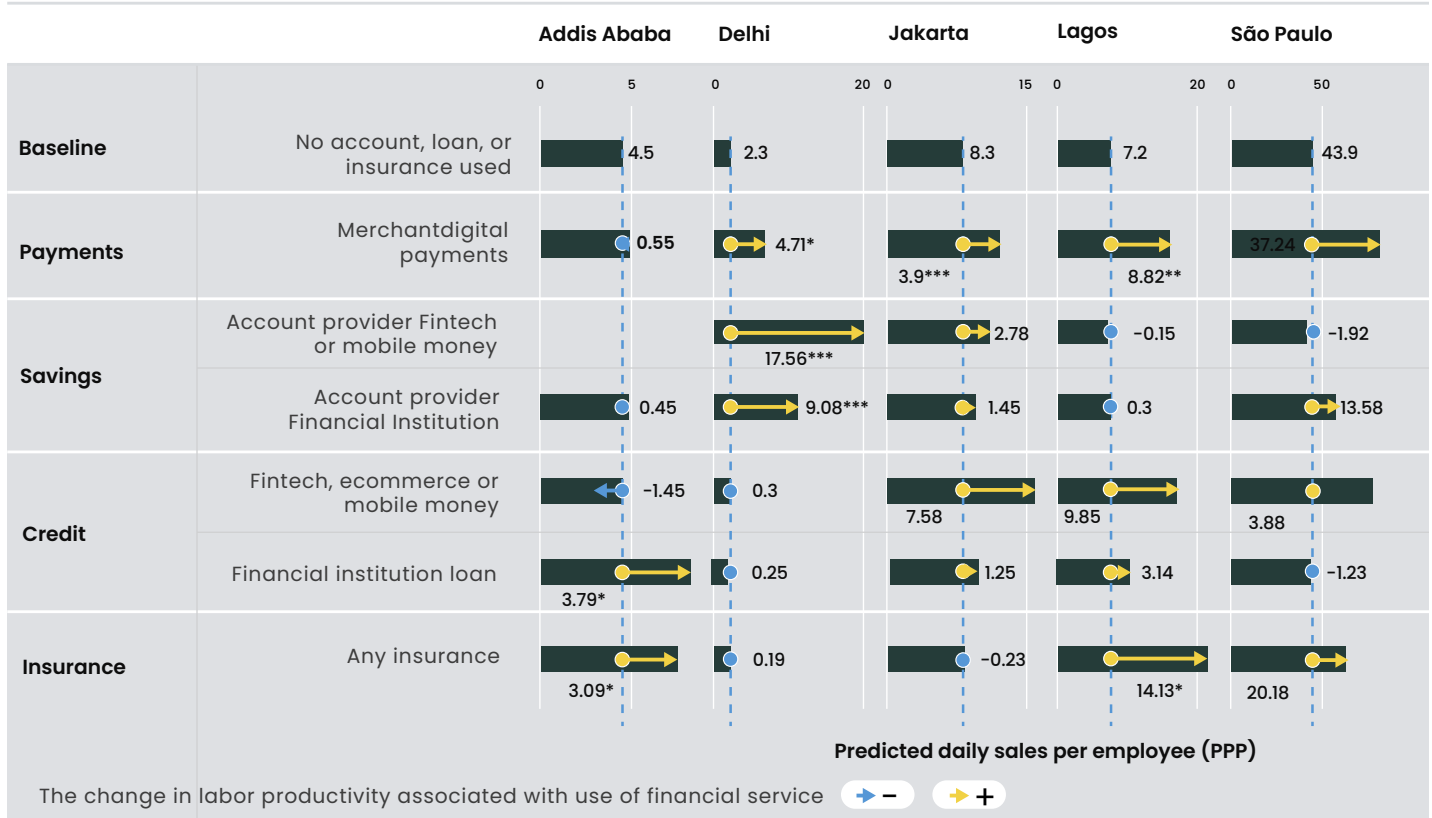 Addis Ababa Delhi Jakarta Lagos São Paulo
0 5 0 20 0 15 0 20 0 50
Baseline
No account, loan, or
insurance used
4.5 2.3 8.3 7.2 43.9
Payments
Merchantdigital
payments
0.55 4.71* 3.9*** 8.82** 37.24
Savings
Account provider Fintech
or mobile money
17.56*** 2.78 -0.15 -1.92
Account provider
Financial Institution
0.45 9.08*** 1.45 0.3 13.58
Credit
Fintech, ecommerce or
mobile money
-1.45 0.3 7.58 9.85 3.88
Financial institution loan
3.79* 0.25 1.25 3.14 -1.23
Insurance
Any insurance
3.09* 0.19 -0.23 14.13* 20.18
Predicted daily sales per employee (PPP)
The change in labor productivity associated with use of financial service - +